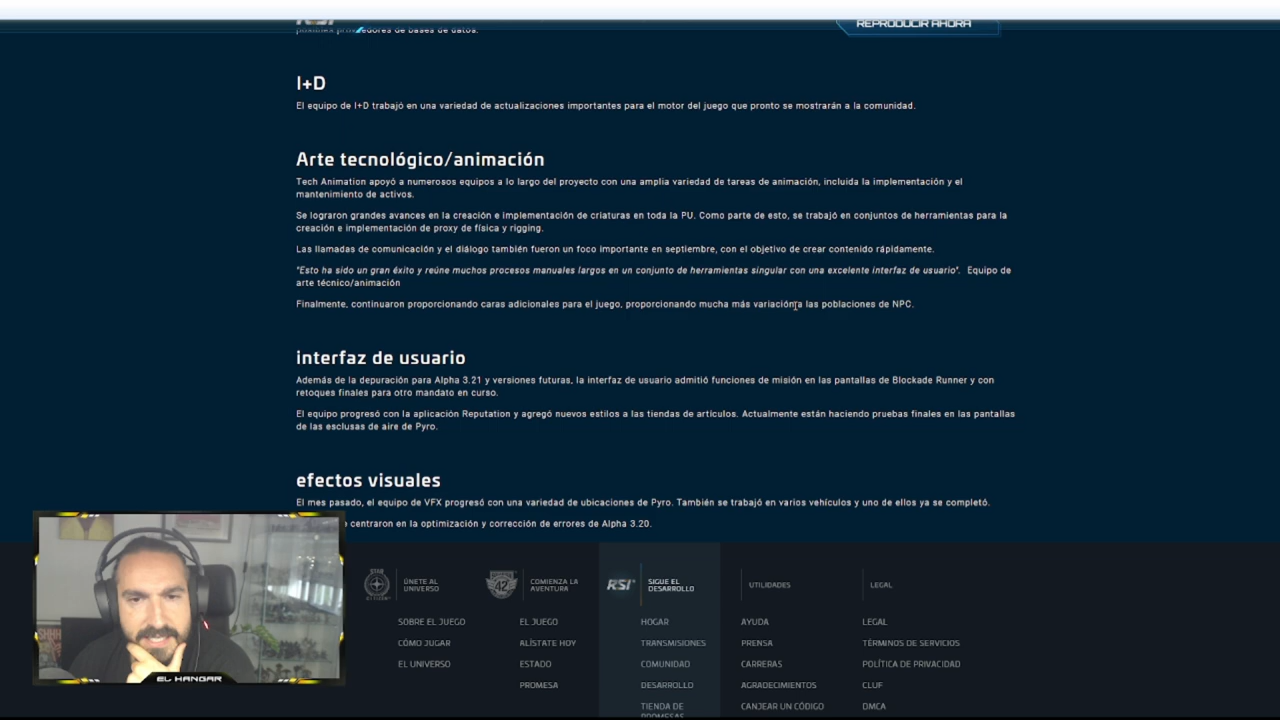 RSI
REPRODUCIR AHORA
de bases de datos.
I+D
El equipo de I+D trabajó en una variedad de actualizaciones importantes para el motor del juego que pronto se mostrarán a la comunidad.
Arte tecnológico/animación
Tech Animation apoyó a numerosos equipos a lo largo del proyecto con una amplia variedad de tareas de animación, incluida la implementación y el
mantenimiento de activos.
Se lograron grandes avances en la creación e implementación de criaturas en toda la PU. Como parte de esto, se trabajó en conjuntos de herramientas para la
creación e implementación de proxy de física y rigging.
Las llamadas de comunicación y el diálogo también fueron un foco importante en septiembre, con el objetivo de crear contenido rápidamente.
"Esto ha sido un gran éxito y reúne muchos procesos manuales largos en un conjunto de herramientas singular con una excelente interfaz de usuario". Equipo de
arte técnico/animación
Finalmente, continuaron proporcionando caras adicionales para el juego, proporcionando mucha más variación a las poblaciones de NPC.
interfaz de usuario
Además de la depuración para Alpha 3.21 y versiones futuras, la interfaz de usuario admitió funciones de misión en las pantallas de Blockade Runner y con
retoques finales para otro mandato en curso.
El equipo progresó con la aplicación Reputation y agregó nuevos estilos a las tiendas de artículos. Actualmente están haciendo pruebas finales en las pantallas
de las esclusas de aire de Pyro.
efectos visuales
El mes pasado, el equipo de VFX progresó con una variedad de ubicaciones de Pyro. También se trabajó en varios vehículos y uno de ellos ya se completó.
centraron en la optimización y corrección de errores de Alpha 3.20.
ÚNETE AL
UNIVERSO
SOBRE EL JUEGO
CÓMO JUGAR
EL UNIVERSO
COMIENZA LA
AVENTURA
EL JUEGO
ALÍSTATE HOY
ESTADO
PROMESA
RSI
SIGUE EL
DESARROLLO
HOGAR
TRANSMISIONES
COMUNIDAD
DESARROLLO
TIENDA DE
PROMESAS
UTILIDADES
AYUDA
PRENSA
CARRERAS
AGRADECIMIENTOS
CANJEAR UN CÓDIGO
LEGAL
LEGAL
TÉRMINOS DE SERVICIOS
POLÍTICA DE PRIVACIDAD
CLUF
DMCA
EL HANGAR